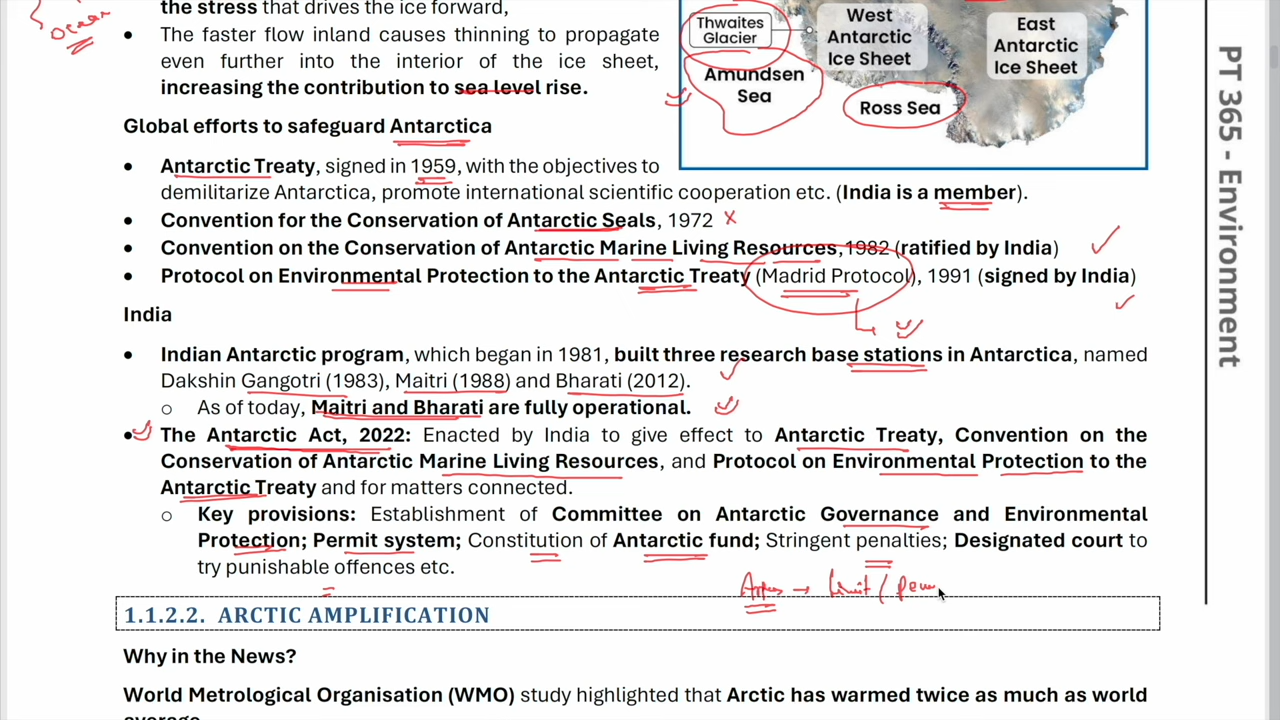 ocean
the stress that drives the ice forward,
• The faster flow inland causes thinning to propagate
even further into the interior of the ice sheet,
increasing the contribution to sea level rise.
Thwaites
Glacier
West
Antarctic
Ice Sheet
East
Antarctic
Ice Sheet
Amundsen
Sea
Ross Sea
Global efforts to safeguard Antarctica
• Antarctic Treaty, signed in 1959, with the objectives to
demilitarize Antarctica, promote international scientific cooperation etc. (India is a member).
• Convention for the Conservation of Antarctic Seals, 1972 x
• Convention on the Conservation of Antarctic Marine Living Resources, 1982 (ratified by India)
• Protocol on Environmental Protection to the Antarctic Treaty (Madrid Protocol), 1991 (signed by India)
India
• Indian Antarctic program, which began in 1981, built three research base stations in Antarctica, named
Dakshin Gangotri (1983), Maitri (1988) and Bharati (2012).
o As of today, Maitri and Bharati are fully operational.
• The Antarctic Act, 2022: Enacted by India to give effect to Antarctic Treaty, Convention on the
Conservation of Antarctic Marine Living Resources, and Protocol on Environmental Protection to the
Antarctic Treaty and for matters connected.
o Key provisions: Establishment of Committee on Antarctic Governance and Environmental
Protection; Permit system; Constitution of Antarctic fund; Stringent penalties; Designated court to
try punishable offences etc.
1.1.2.2. ARCTIC AMPLIFICATION
Why in the News?
World Metrological Organisation (WMO) study highlighted that Arctic has warmed twice as much as world
average
PT 365 - Environment